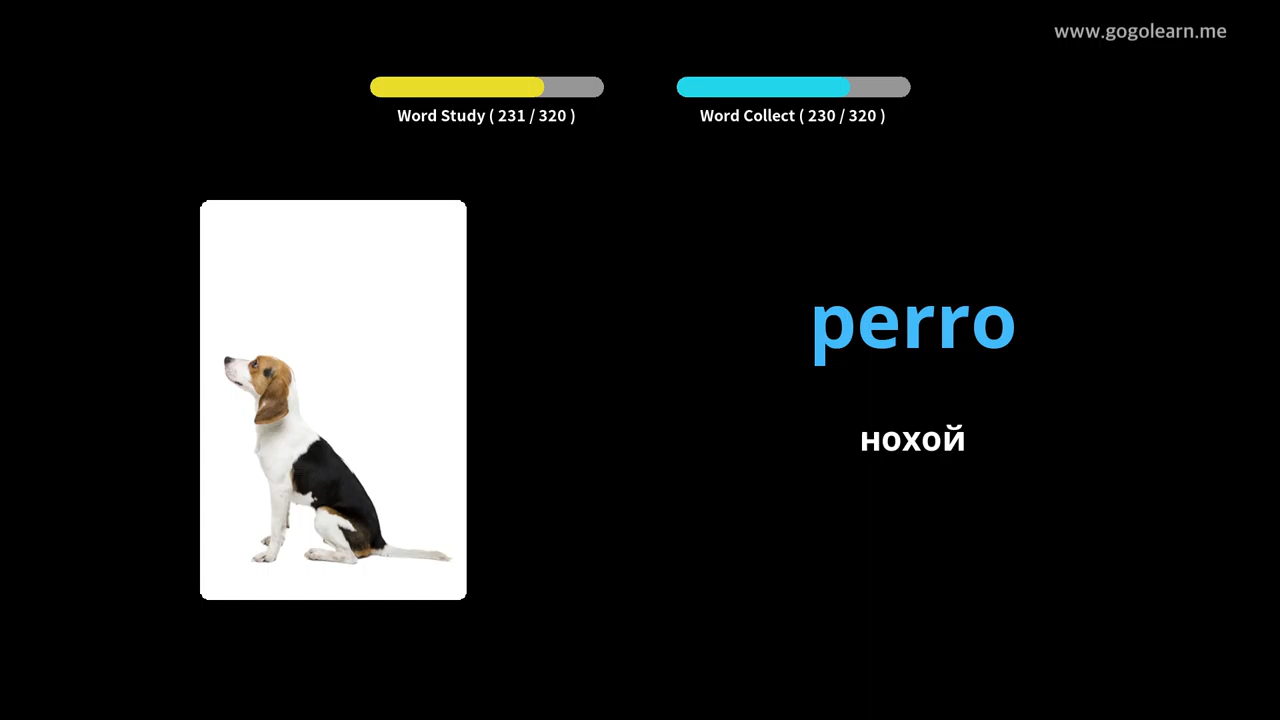 www.gogolearn.me
Word Study ( 231 / 320 )
Word Collect ( 230 / 320 )
perro
нохой